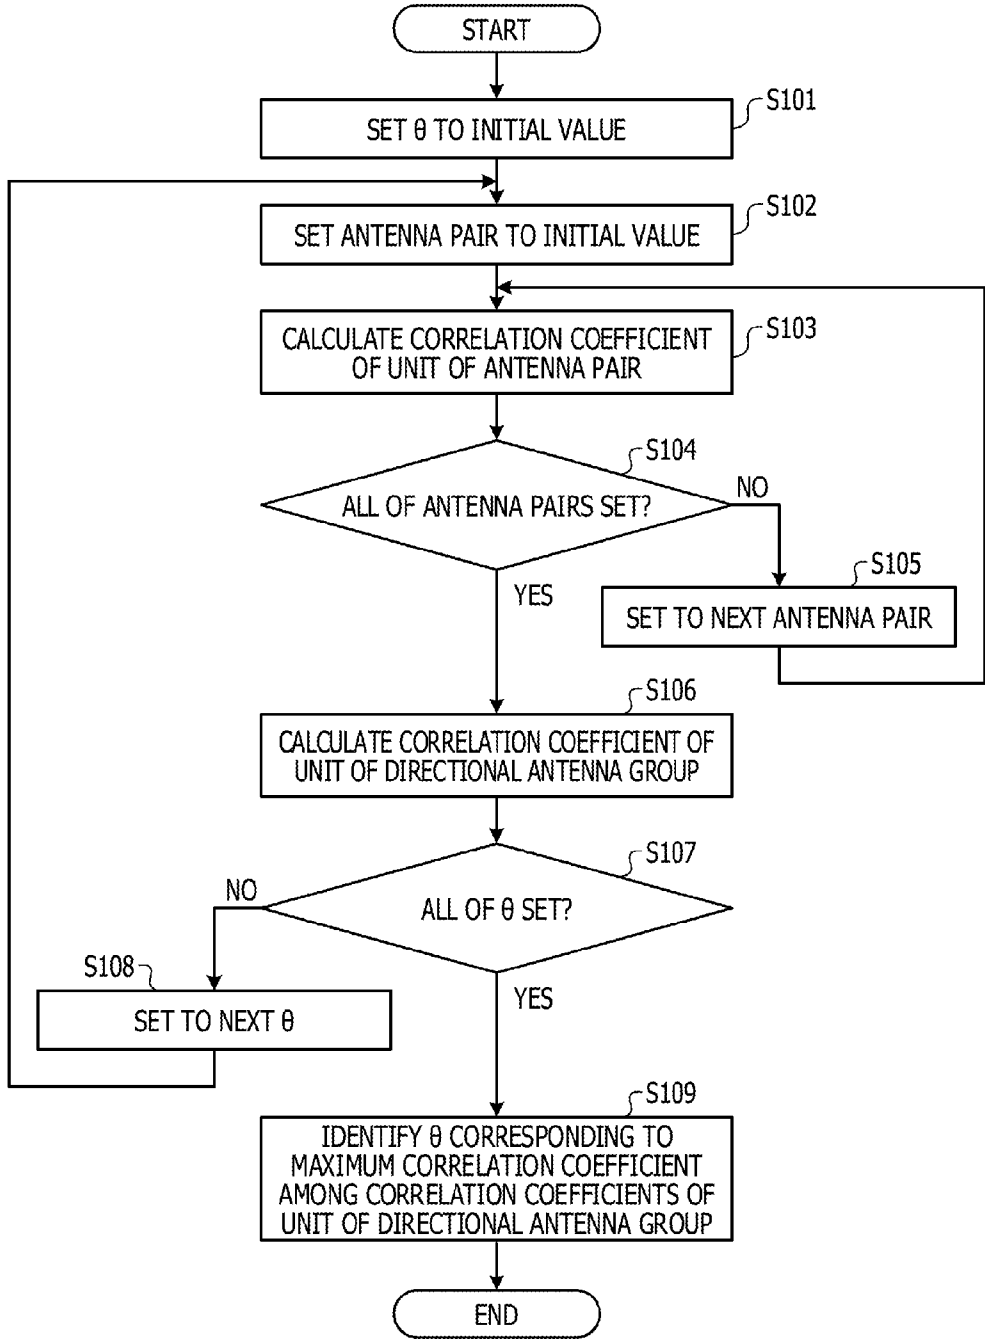 START
S101
SET θ TO INITIAL VALUE
S102
SET ANTENNA PAIR TO INITIAL VALUE
S103
CALCULATE CORRELATION COEFFICIENT
OF UNIT OF ANTENNA PAIR
S104
ALL OF ANTENNA PAIRS SET?
NO
YES
S105
SET TO NEXT ANTENNA PAIR
S106
CALCULATE CORRELATION COEFFICIENT OF
UNIT OF DIRECTIONAL ANTENNA GROUP
S107
ALL OF θ SET?
NO
YES
S108
SET TO NEXT θ
S109
IDENTIFY θ CORRESPONDING TO
MAXIMUM CORRELATION COEFFICIENT
AMONG CORRELATION COEFFICIENTS OF
UNIT OF DIRECTIONAL ANTENNA GROUP
END